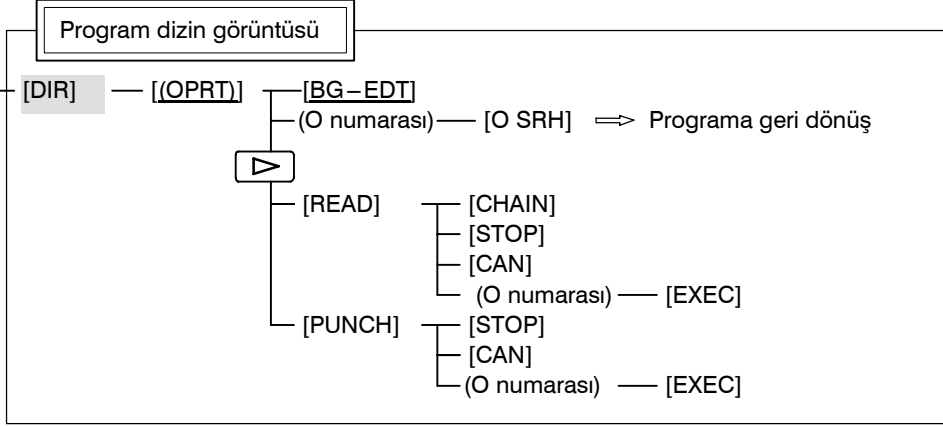 Program dizin görüntüsü
[DIR] [(OPRT)] [BG–EDT]
(O numarası) [O SRH] Programa geri dönüş
[READ] [CHAIN]
[STOP]
[CAN]
(O numarası) [EXEC]
[PUNCH] [STOP]
[CAN]
(O numarası) [EXEC]